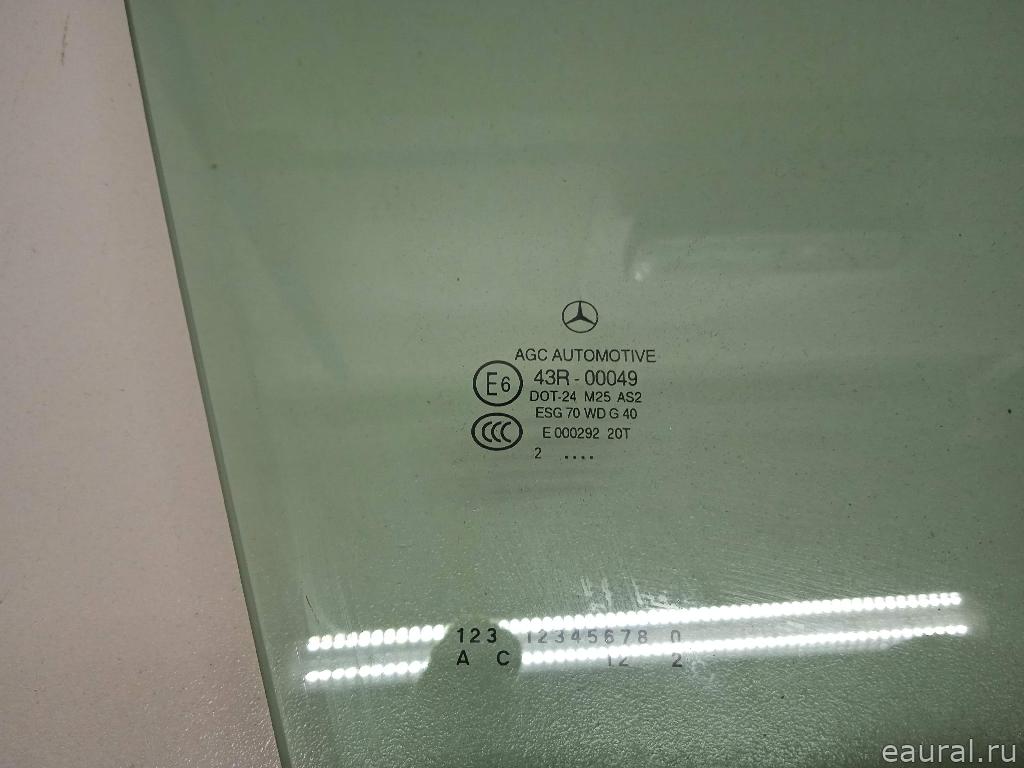 AGC AUTOMOTIVE
E6 43R - 00049
DOT-24 M25 AS2
ESG 70 WD G 40
CCC E 000292 20T
2 ....
123 12345678 0
A C 12 2
eaural.ru